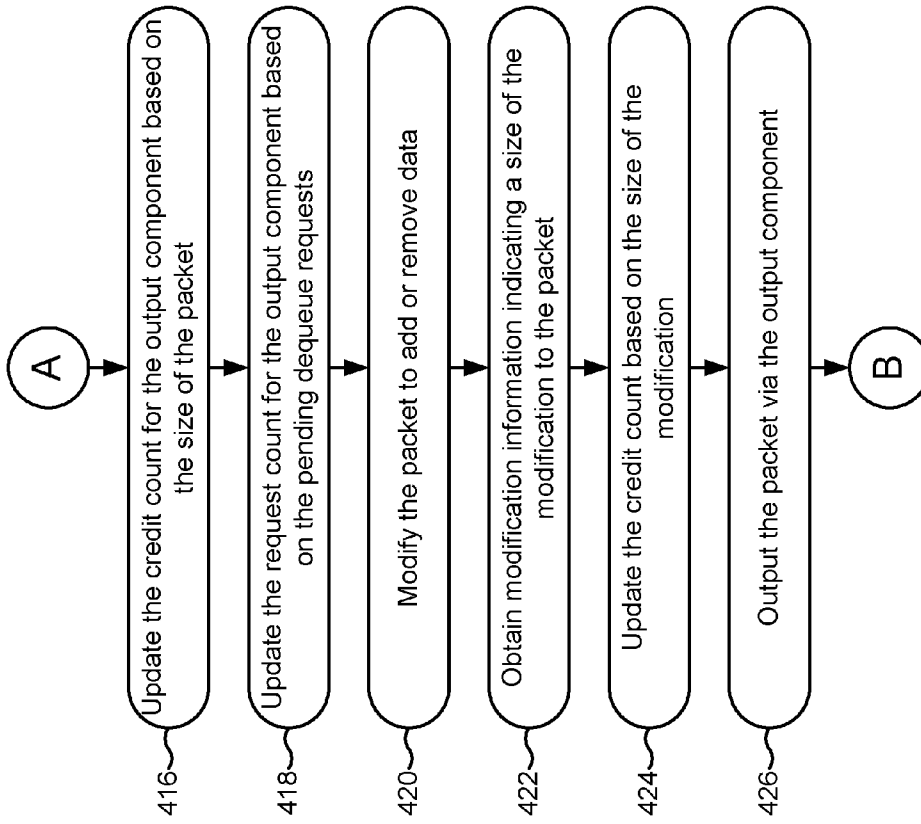 A
416
Update the credit count for the output component based on
the size of the packet
418
Update the request count for the output component based
on the pending dequeue requests
420
Modify the packet to add or remove data
422
Obtain modification information indicating a size of the
modification to the packet
424
Update the credit count based on the size of the
modification
426
Output the packet via the output component
B